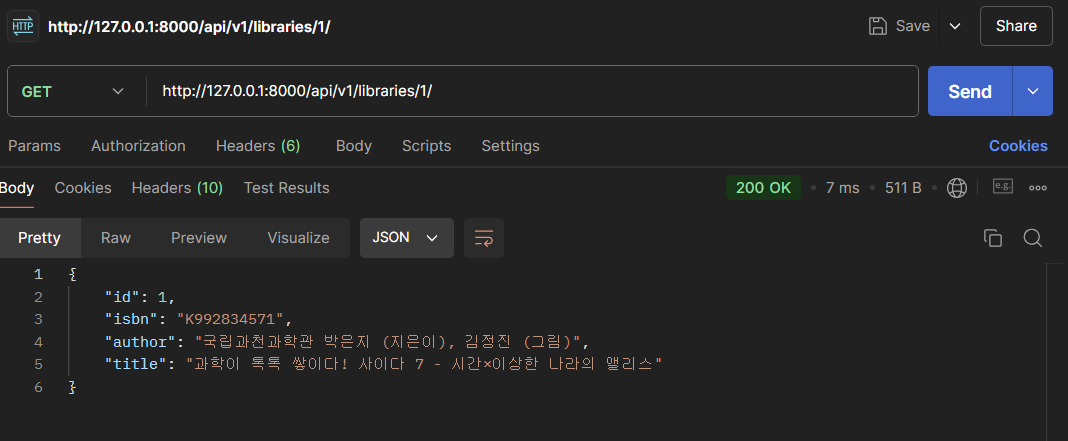 HTTP http://127.0.0.1:8000/api/v1/libraries/1/ Save Share
GET http://127.0.0.1:8000/api/v1/libraries/1/ Send
Params Authorization Headers (6) Body Scripts Settings Cookies
Body Cookies Headers (10) Test Results 200 OK • 7 ms • 511 B • e.g.
Pretty Raw Preview Visualize JSON
1 {
2 "id": 1,
3 "isbn": "K992834571",
4 "author": "국립과천과학관 박은지 (지은이), 김정진 (그림)",
5 "title": "과학이 톡톡 쌓이다! 사이다 7 - 시간×이상한 나라의 앨리스"
6 }